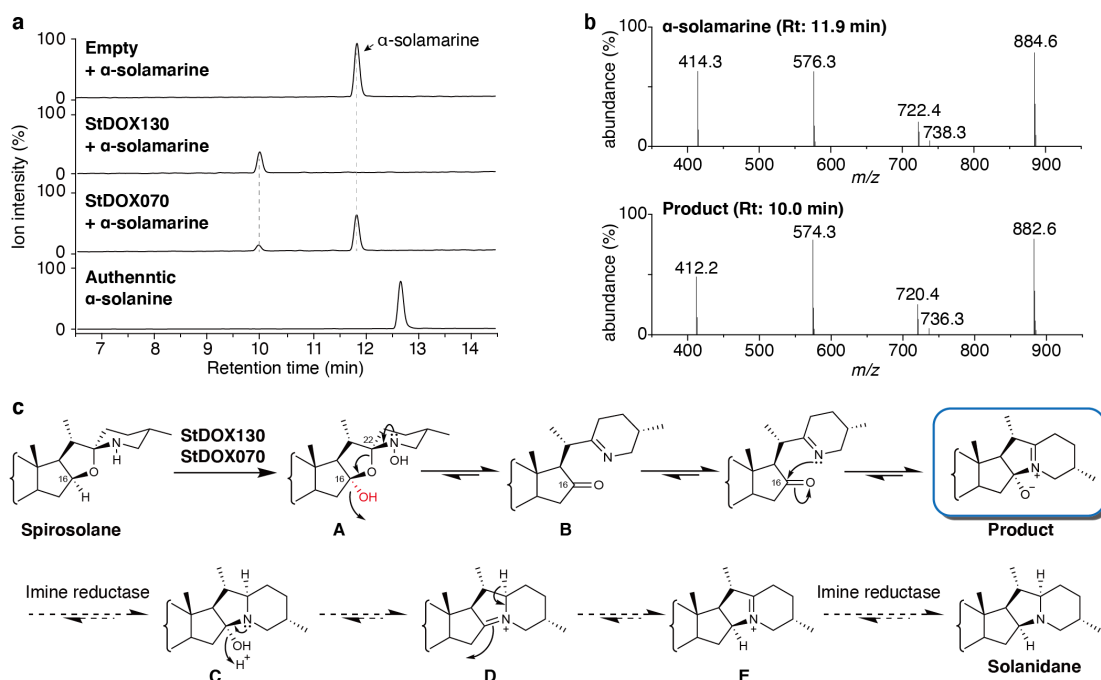 a
100
Empty
+ α-solamarine
α-solamarine
0
100
StDOX130
+ α-solamarine
0
100
StDOX070
+ α-solamarine
0
100
Authenntic
α-solanine
0
Ion intensity (%)
7 8 9 10 11 12 13 14
Retention time (min)
b
100
α-solamarine (Rt: 11.9 min)
414.3 576.3 722.4 738.3 884.6
0
abundance (%)
400 500 600 700 800 900
m/z
100
Product (Rt: 10.0 min)
412.2 574.3 720.4 736.3 882.6
0
abundance (%)
400 500 600 700 800 900
m/z
c
N
H
O
H
Spirosolane
StDOX130
StDOX070
22
N
OH
O
16
OH
A
N
16
O
B
N
16
O
N
+
O
-
Product
Imine reductase
H
N
OH
H+
C
H
N
+
D
N
+
H
E
Imine reductase
H
N
H
Solanidane